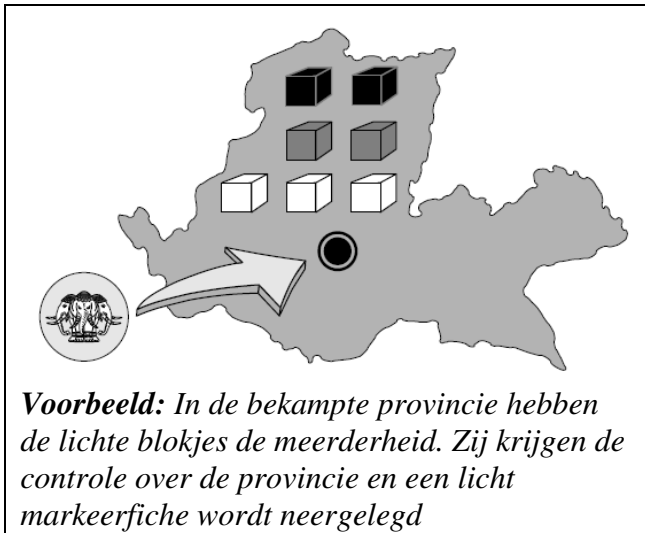 Voorbeeld: In de bekampte provincie hebben
de lichte blokjes de meerderheid. Zij krijgen de
controle over de provincie en een licht
markeerfiche wordt neergelegd